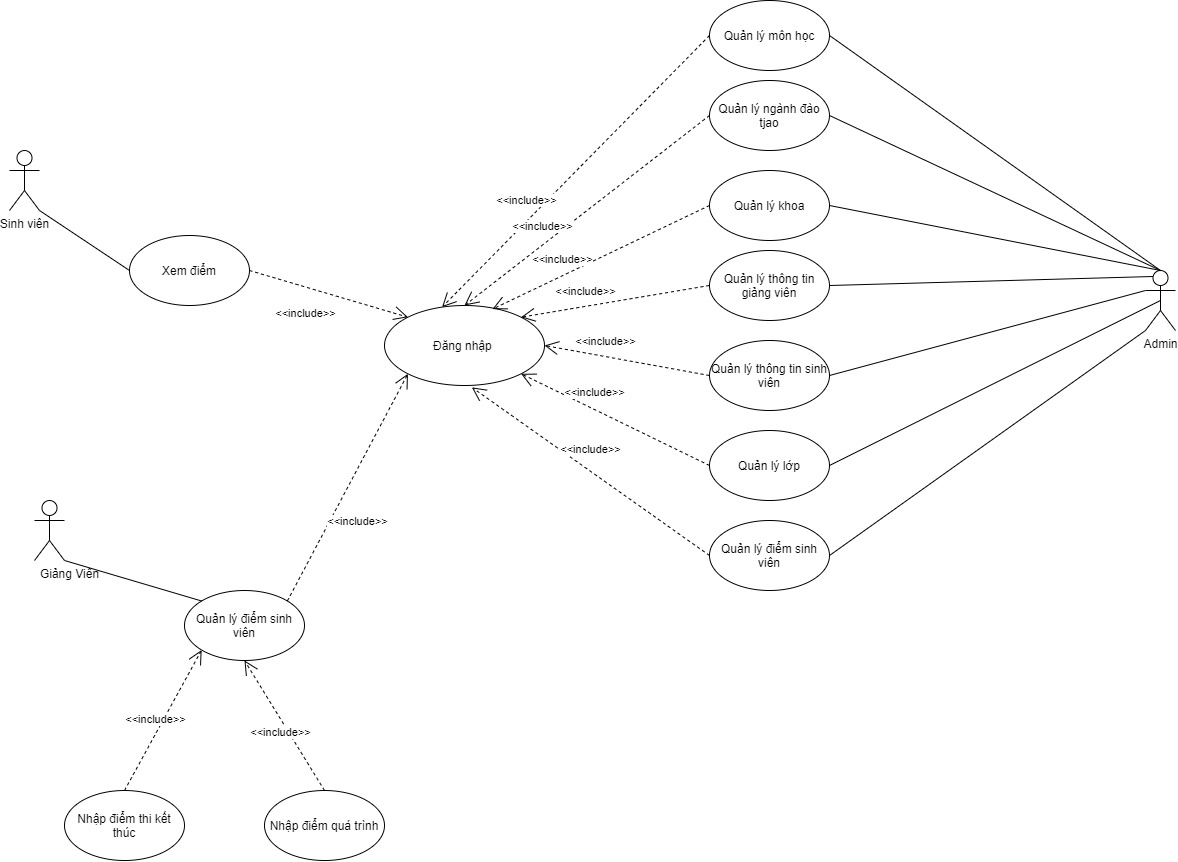 Quản lý môn học
Quản lý ngành đào
tjao
Sinh viên
<<include>>
Quản lý khoa
<<include>>
Xem điểm
<<include>>
Quản lý thông tin
giảng viên
<<include>>
<<include>>
Đăng nhập
<<include>>
Admin
Quản lý thông tin sinh
viên
<<include>>
<<include>>
Quản lý lớp
<<include>>
Quản lý điểm sinh
viên
Giảng Viên
Quản lý điểm sinh
viên
<<include>>
<<include>>
Nhập điểm thi kết
thúc
Nhập điểm quá trình